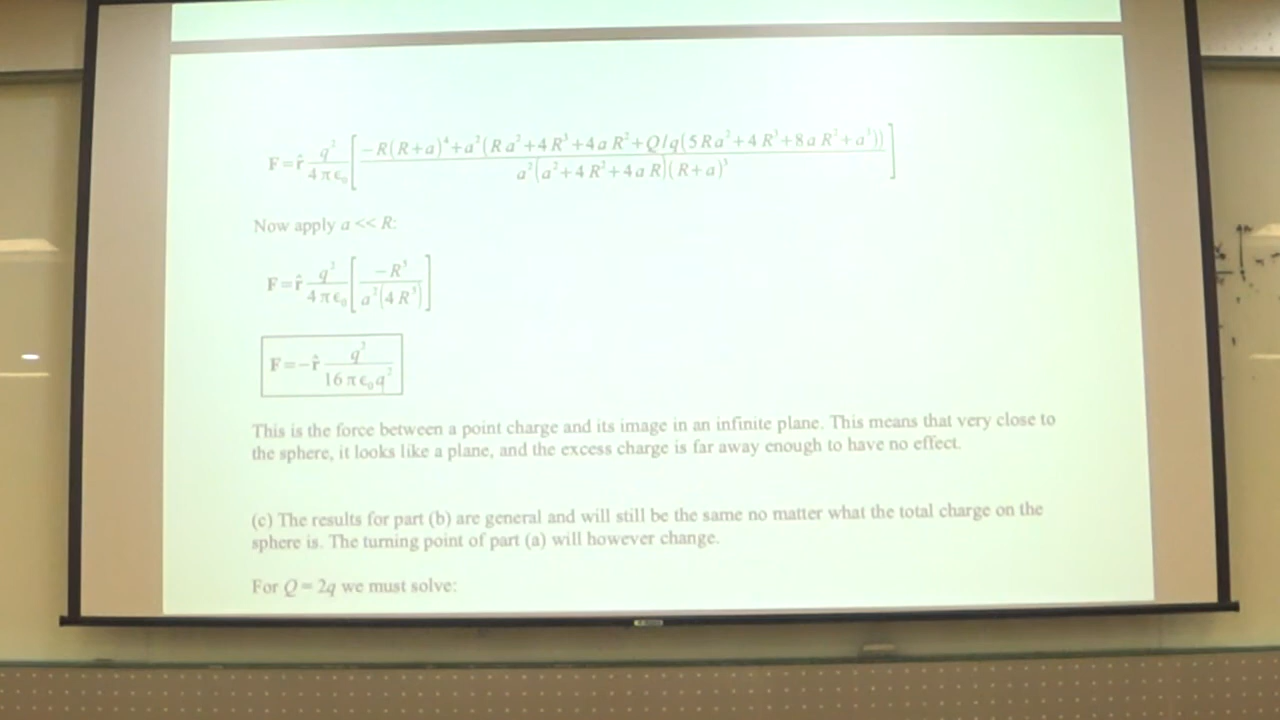 F=r̂ q²/4πϵ₀ [ −R(R+a)⁴+a²(Ra²+4R³+4aR²+Q/q(5Ra²+4R³+8aR²+a³)) / a²(a²+4R²+4aR)(R+a)³ ]
Now apply a << R:
F=r̂ q²/4πϵ₀ [ −R⁵ / a²(4R⁵) ]
F=−r̂ q²/16πϵ₀q²
This is the force between a point charge and its image in an infinite plane. This means that very close to
the sphere, it looks like a plane, and the excess charge is far away enough to have no effect.
(c) The results for part (b) are general and will still be the same no matter what the total charge on the
sphere is. The turning point of part (a) will however change.
For Q = 2q we must solve: